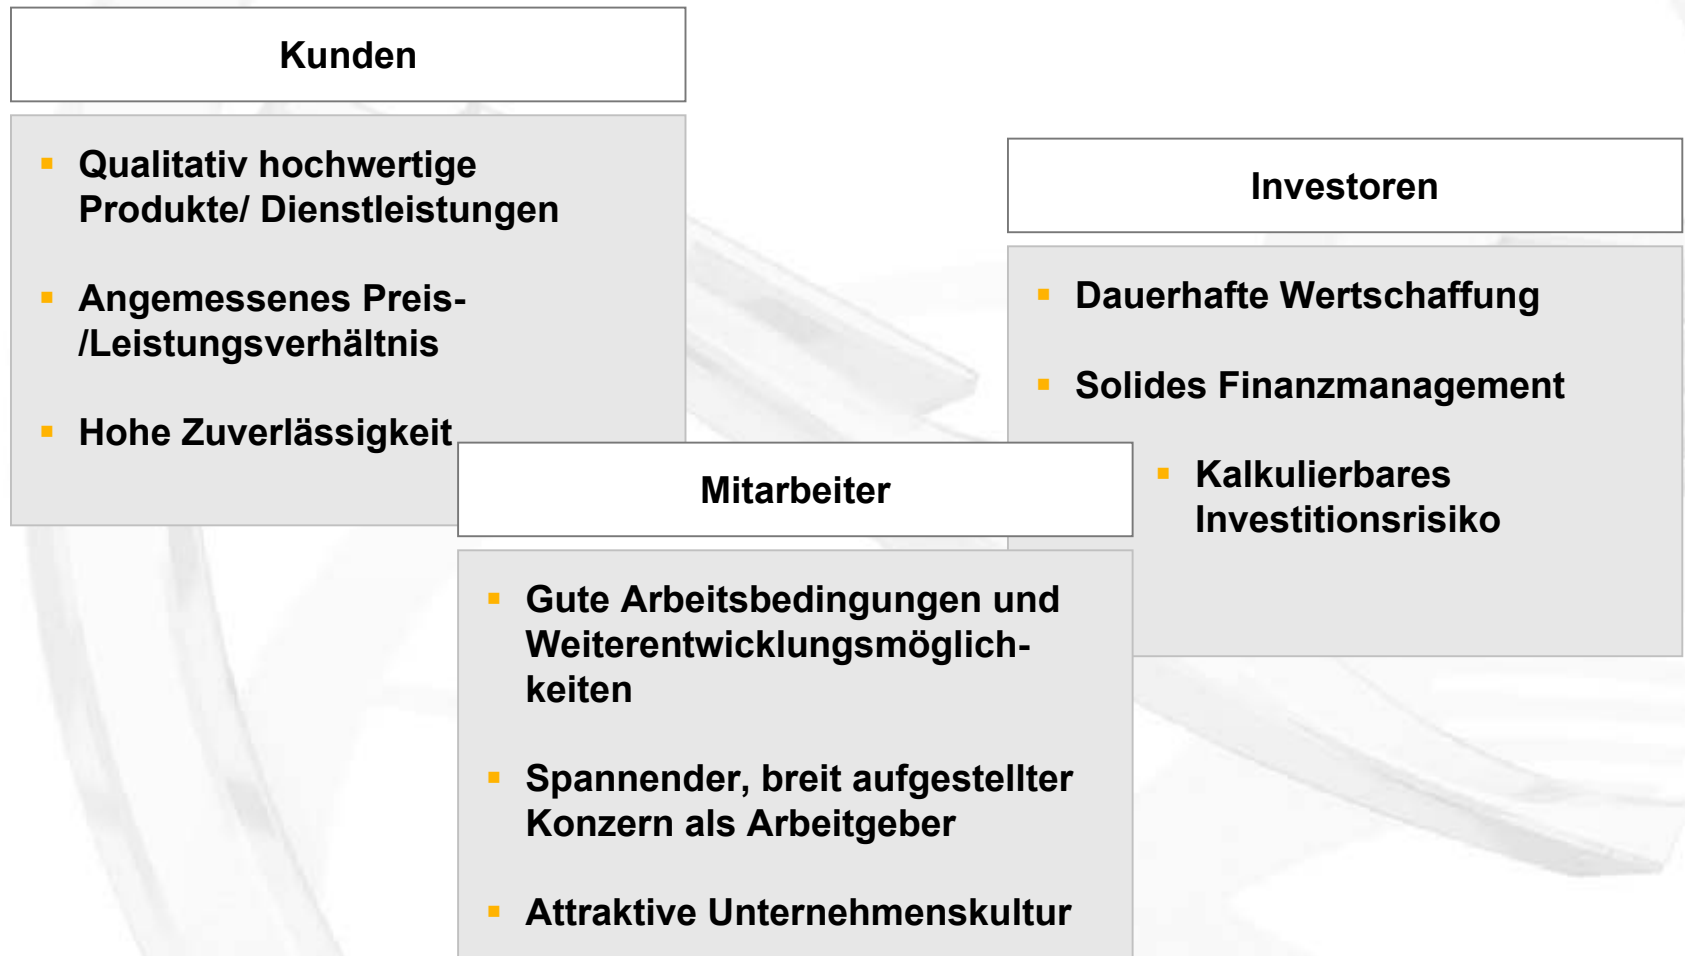 Kunden
Qualitativ hochwertige
Produkte/ Dienstleistungen
Angemessenes Preis-
/Leistungsverhältnis
Hohe Zuverlässigkeit
Investoren
Dauerhafte Wertschaffung
Solides Finanzmanagement
Kalkulierbares
Investitionsrisiko
Mitarbeiter
Gute Arbeitsbedingungen und
Weiterentwicklungsmöglich-
keiten
Spannender, breit aufgestellter
Konzern als Arbeitgeber
Attraktive Unternehmenskultur